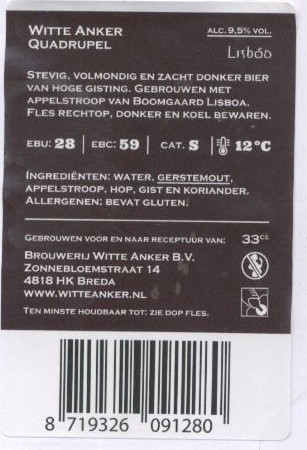 WITTE ANKER ALC. 9,5% VOL.
QUADRUPEL Lisboa
STEVIG, VOLMONDIG EN ZACHT DONKER BIER
VAN HOGE GISTING. GEBROUWEN MET
APPELSTROOP VAN BOOMGAARD LISBOA.
FLES RECHTOP, DONKER EN KOEL BEWAREN.
EBU: 28 | EBC: 59 | CAT. S | 12°C
INGREDIËNTEN: WATER, GERSTEMOUT,
APPELSTROOP, HOP, GIST EN KORIANDER.
ALLERGENEN: BEVAT GLUTEN.
GEBROUWEN VOOR EN NAAR RECEPTUUR VAN: 33CL
BROUWERIJ WITTE ANKER B.V.
ZONNEBLOEMSTRAAT 14
4818 HK BREDA
WWW.WITTEANKER.NL
TEN MINSTE HOUDBAAR TOT: ZIE DOP FLES.
8 719326 091280